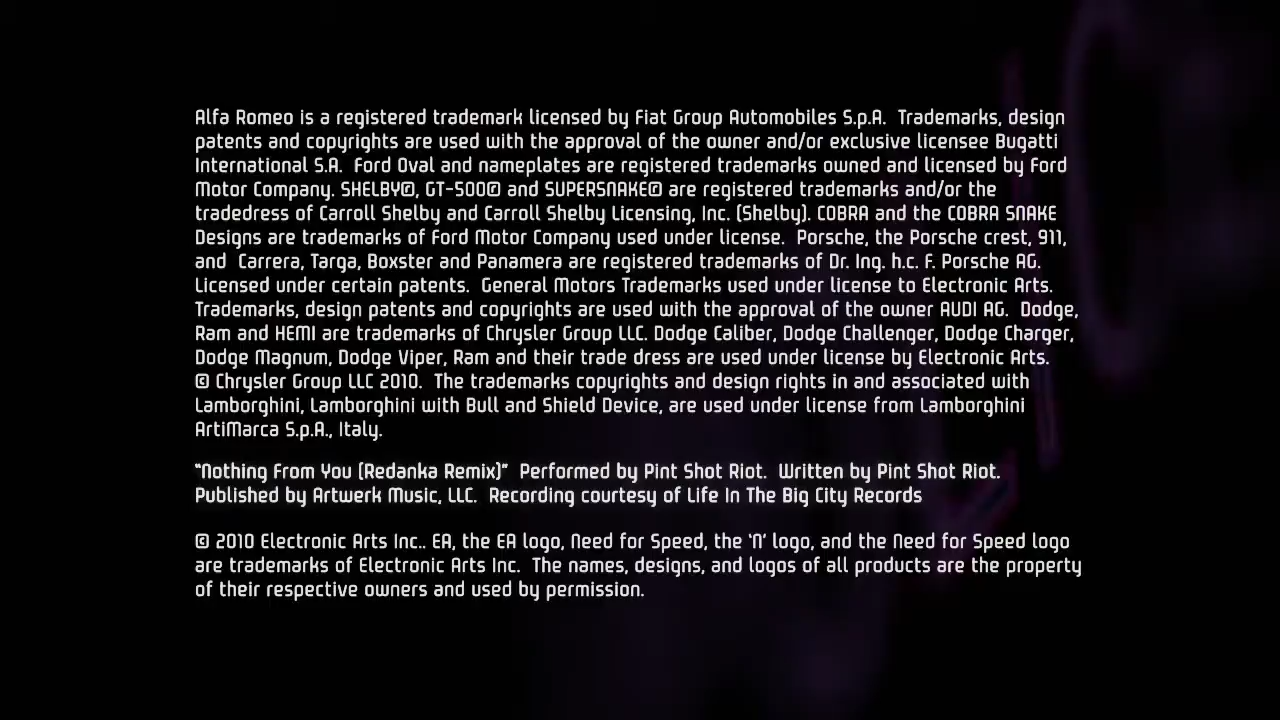 Alfa Romeo is a registered trademark licensed by Fiat Group Automobiles S.p.A.  Trademarks, design
patents and copyrights are used with the approval of the owner and/or exclusive licensee Bugatti
International S.A.  Ford Oval and nameplates are registered trademarks owned and licensed by Ford
Motor Company. SHELBY©, GT-500© and SUPERSNAKE© are registered trademarks and/or the
tradedress of Carroll Shelby and Carroll Shelby Licensing, Inc. (Shelby). COBRA and the COBRA SNAKE
Designs are trademarks of Ford Motor Company used under license.  Porsche, the Porsche crest, 911,
and  Carrera, Targa, Boxster and Panamera are registered trademarks of Dr. Ing. h.c. F. Porsche AG.
Licensed under certain patents.  General Motors Trademarks used under license to Electronic Arts.
Trademarks, design patents and copyrights are used with the approval of the owner AUDI AG.  Dodge,
Ram and HEMI are trademarks of Chrysler Group LLC. Dodge Caliber, Dodge Challenger, Dodge Charger,
Dodge Magnum, Dodge Viper, Ram and their trade dress are used under license by Electronic Arts.
© Chrysler Group LLC 2010.  The trademarks copyrights and design rights in and associated with
Lamborghini, Lamborghini with Bull and Shield Device, are used under license from Lamborghini
ArtiMarca S.p.A., Italy.
“Nothing From You (Redanka Remix)”  Performed by Pint Shot Riot.  Written by Pint Shot Riot.
Published by Artwerk Music, LLC.  Recording courtesy of Life In The Big City Records
© 2010 Electronic Arts Inc.. EA, the EA logo, Need for Speed, the ‘N’ logo, and the Need for Speed logo
are trademarks of Electronic Arts Inc.  The names, designs, and logos of all products are the property
of their respective owners and used by permission.